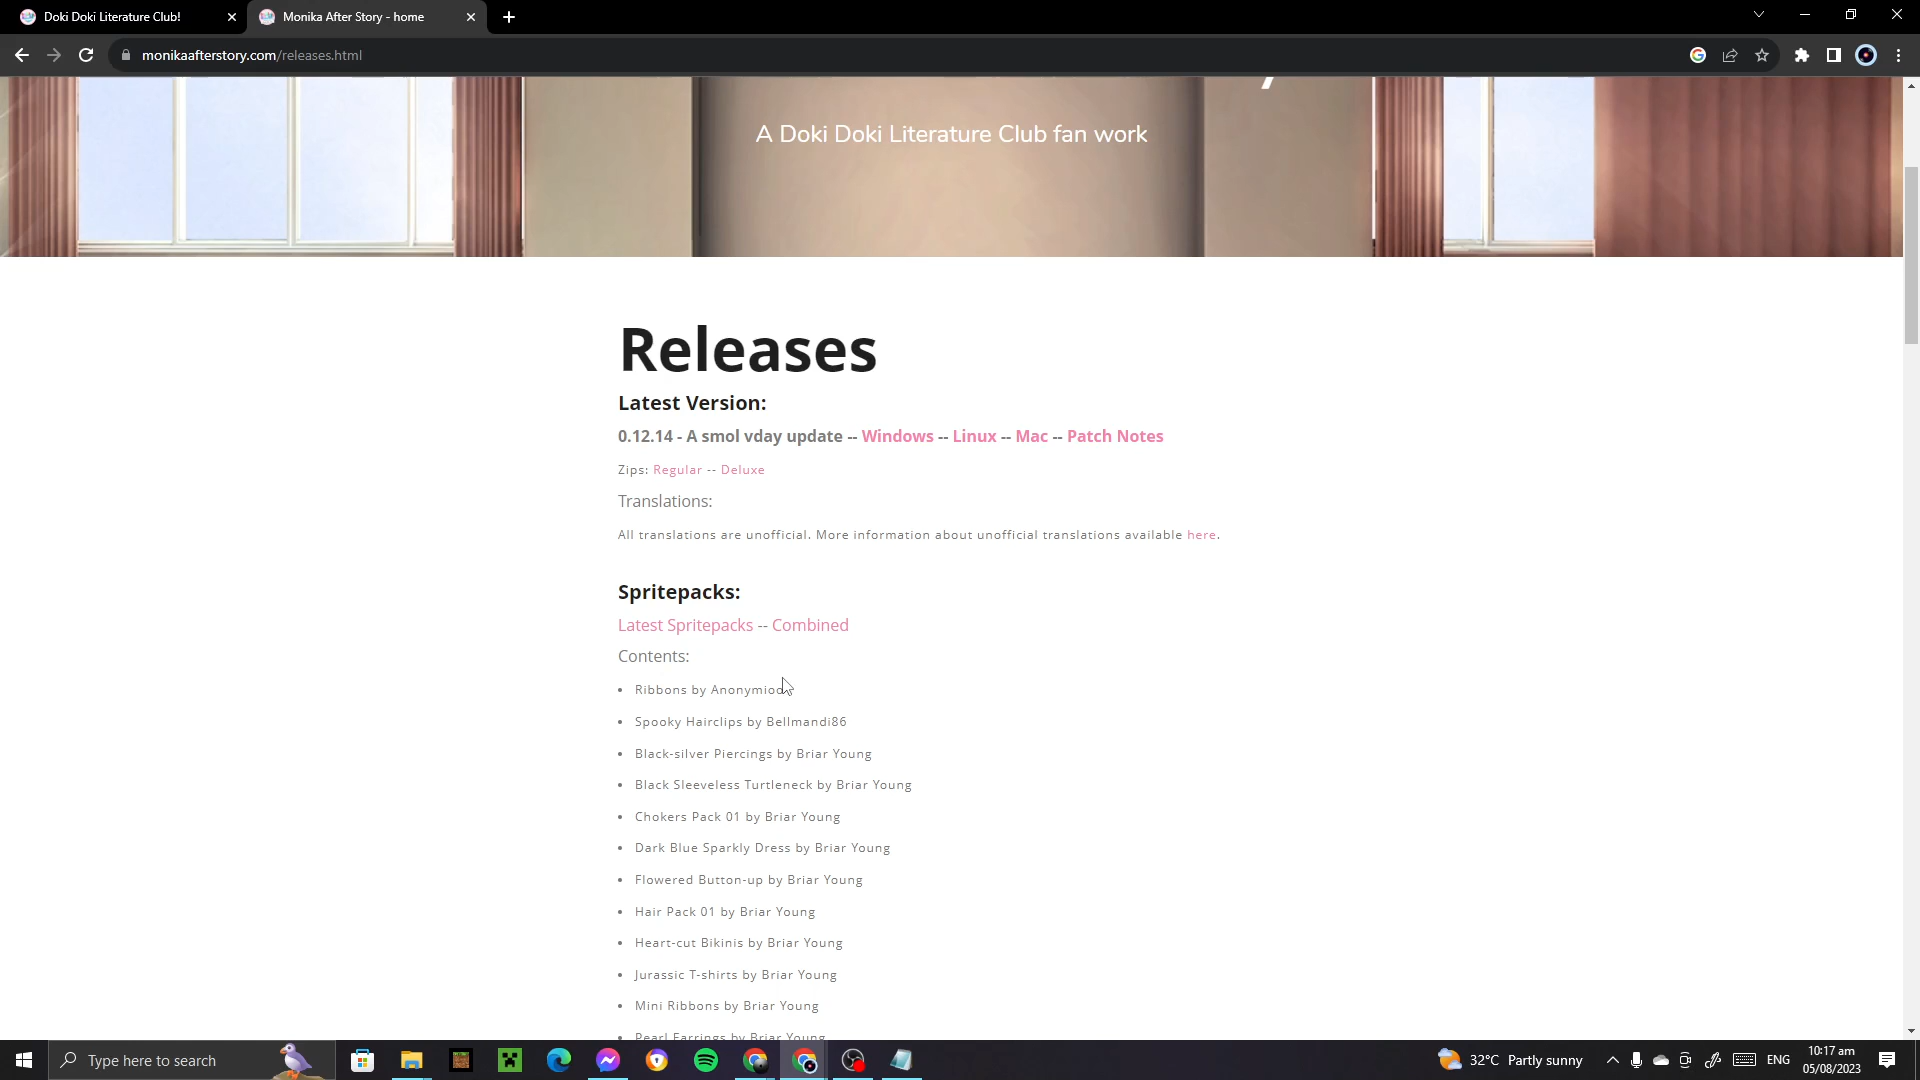 Doki Doki Literature Club!
Monika After Story - home
monikaafterstory.com/releases.html
A Doki Doki Literature Club fan work
Releases
Latest Version:
0.12.14 - A smol vday update -- Windows -- Linux -- Mac -- Patch Notes
Zips: Regular -- Deluxe
Translations:
All translations are unofficial. More information about unofficial translations available here.
Spritepacks:
Latest Spritepacks -- Combined
Contents:
Ribbons by Anonymioo
Spooky Hairclips by Bellmandi86
Black-silver Piercings by Briar Young
Black Sleeveless Turtleneck by Briar Young
Chokers Pack 01 by Briar Young
Dark Blue Sparkly Dress by Briar Young
Flowered Button-up by Briar Young
Hair Pack 01 by Briar Young
Heart-cut Bikinis by Briar Young
Jurassic T-shirts by Briar Young
Mini Ribbons by Briar Young
Pearl Earrings by Briar Young
Type here to search
32°C Partly sunny
ENG
10:17 am
05/08/2023